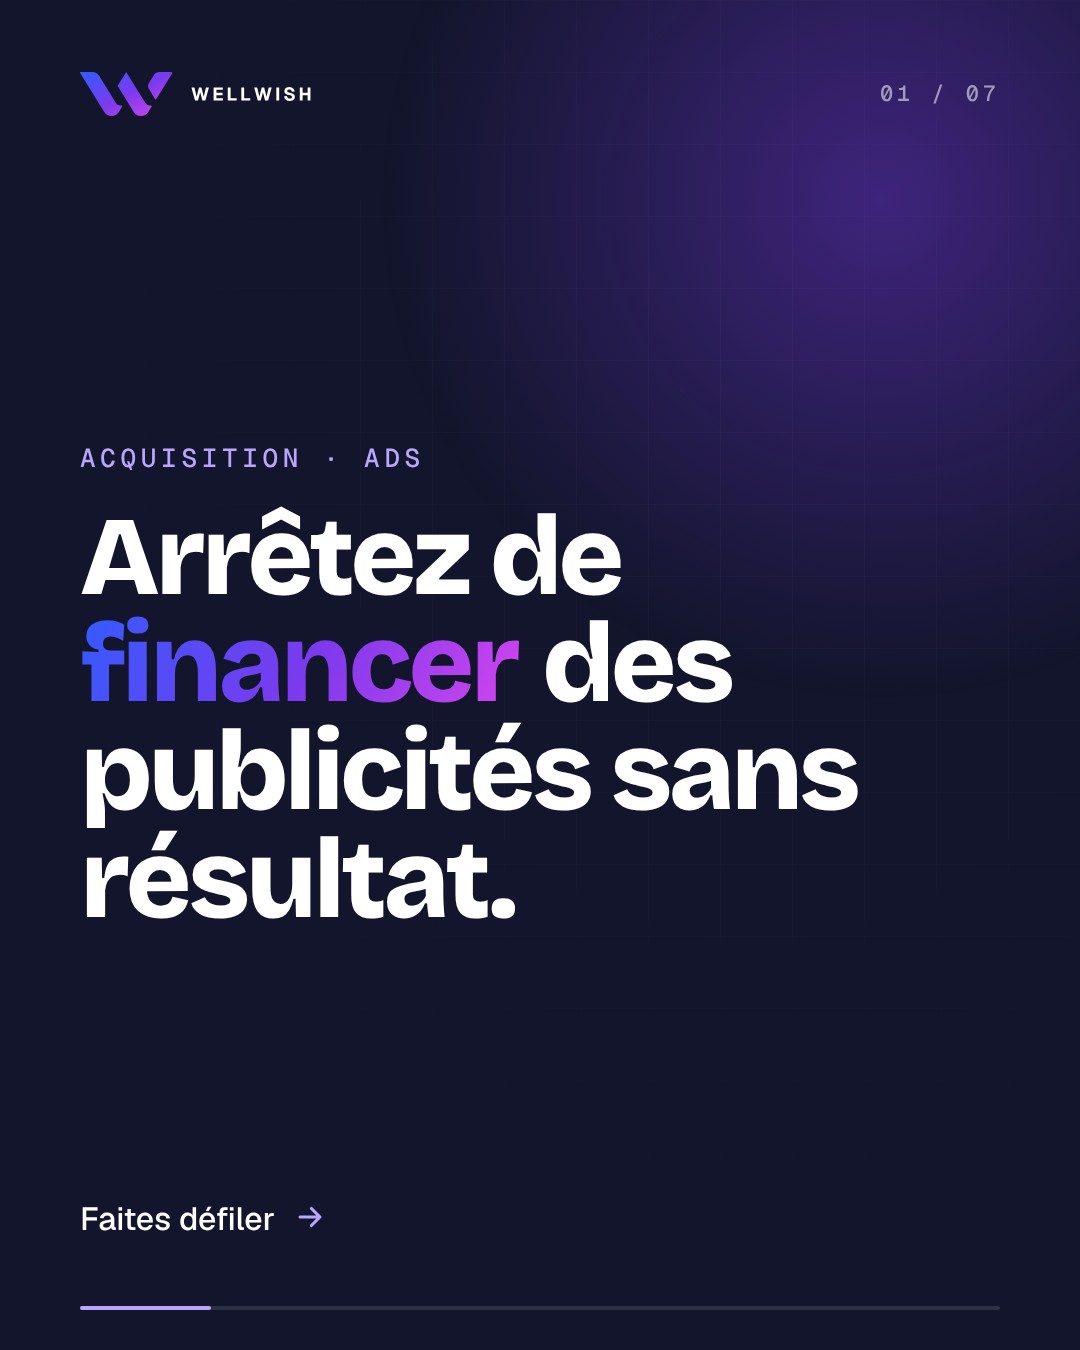 WELLWISH
01 / 07
ACQUISITION · ADS
Arrêtez de
financer des
publicités sans
résultat.
Faites défiler →